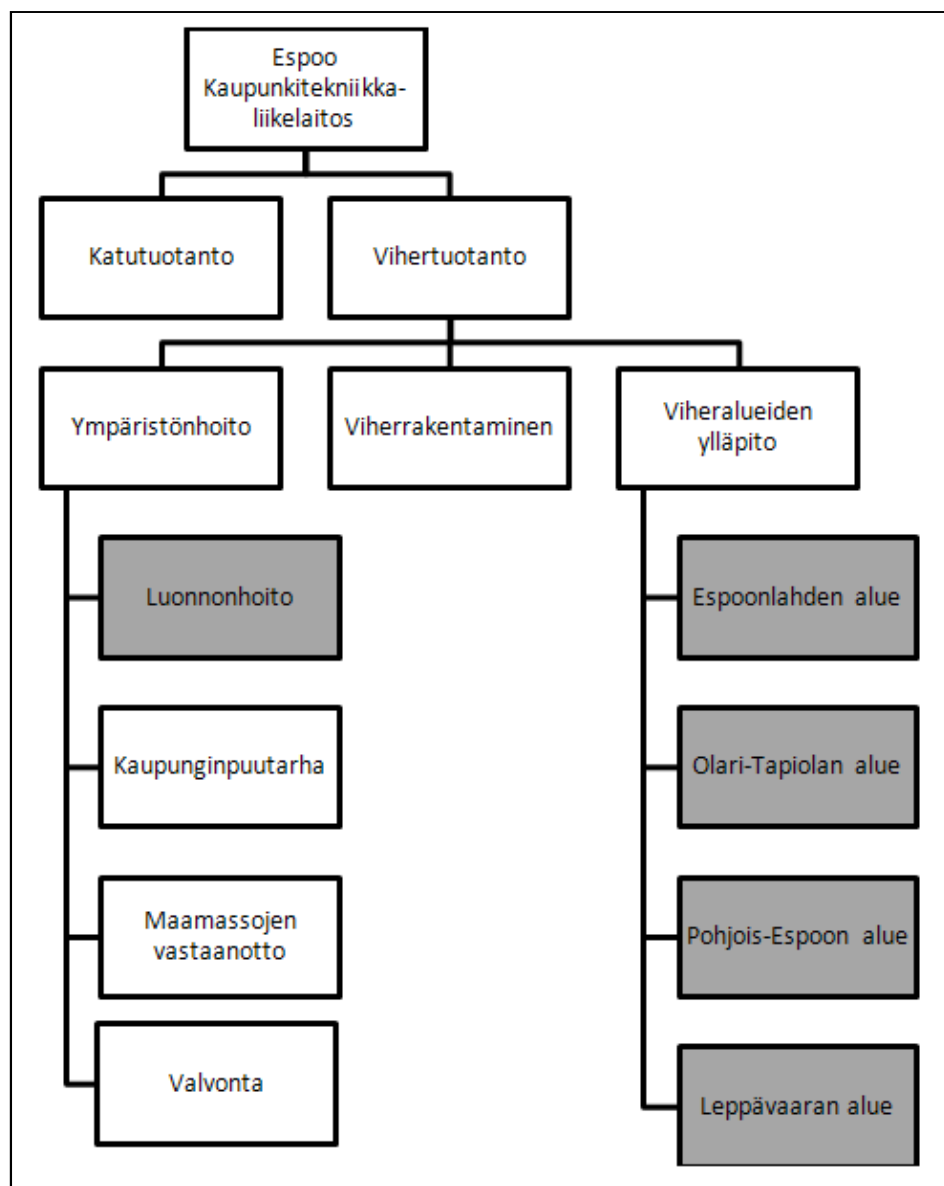 Espoo
Kaupunkitekniikka-
liikelaitos
Katutuotanto
Vihertuotanto
Ympäristönhoito
Viherrakentaminen
Viheralueiden
ylläpito
Luonnonhoito
Kaupunginpuutarha
Maamassojen
vastaanotto
Valvonta
Espoonlahden alue
Olari-Tapiolan alue
Pohjois-Espoon alue
Leppävaaran alue